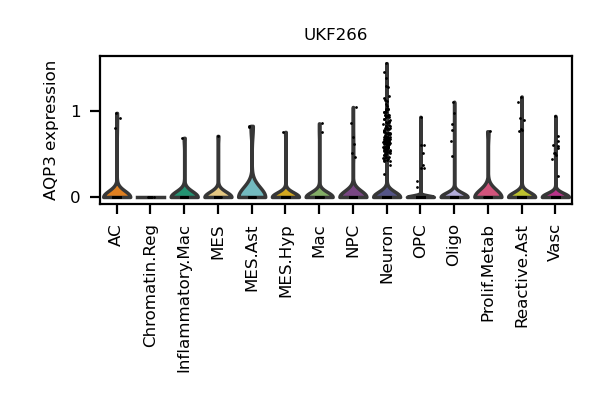 UKF266
AQP3 expression
1
0
AC
Chromatin.Reg
Inflammatory.Mac
MES
MES.Ast
MES.Hyp
Mac
NPC
Neuron
OPC
Oligo
Prolif.Metab
Reactive.Ast
Vasc